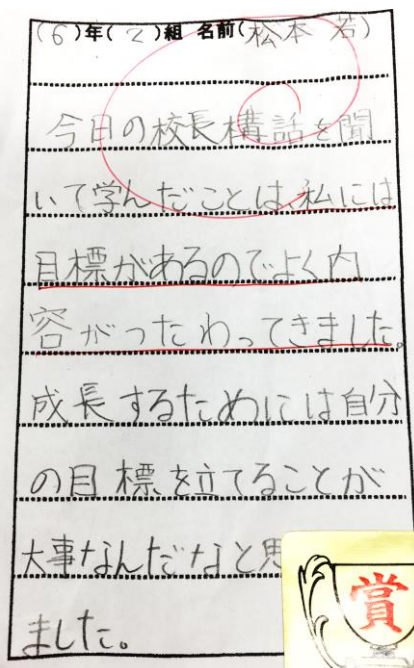 (6)年(2)組 名前(松本 若)
今日の校長構話を聞
いて学んだことは、私には
目標があるのでよく内
容がつたわってきました。
成長するためには自分
の目標を立てることが
大事なんだなと思
ました。
賞